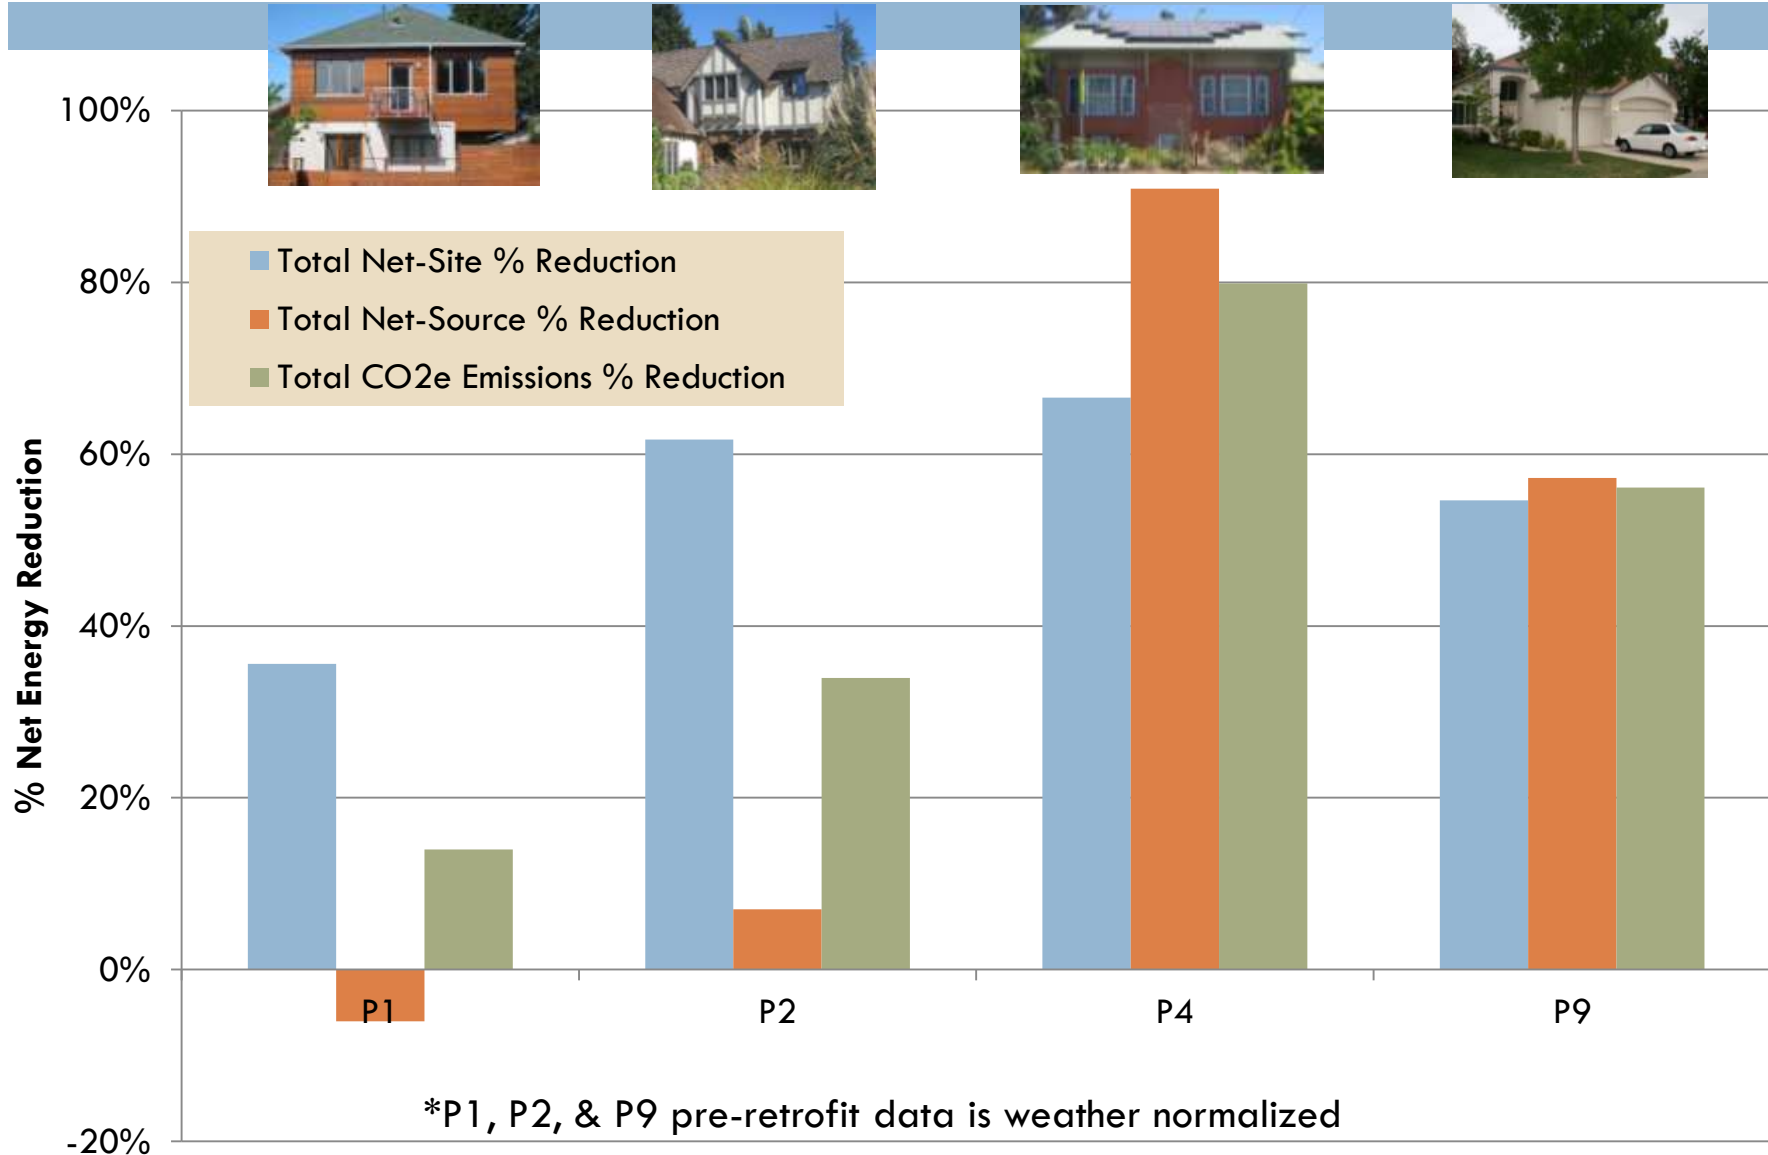 100%
80%
60%
40%
20%
0%
-20%
% Net Energy Reduction
Total Net-Site % Reduction
Total Net-Source % Reduction
Total CO2e Emissions % Reduction
P1
P2
P4
P9
*P1, P2, & P9 pre-retrofit data is weather normalized